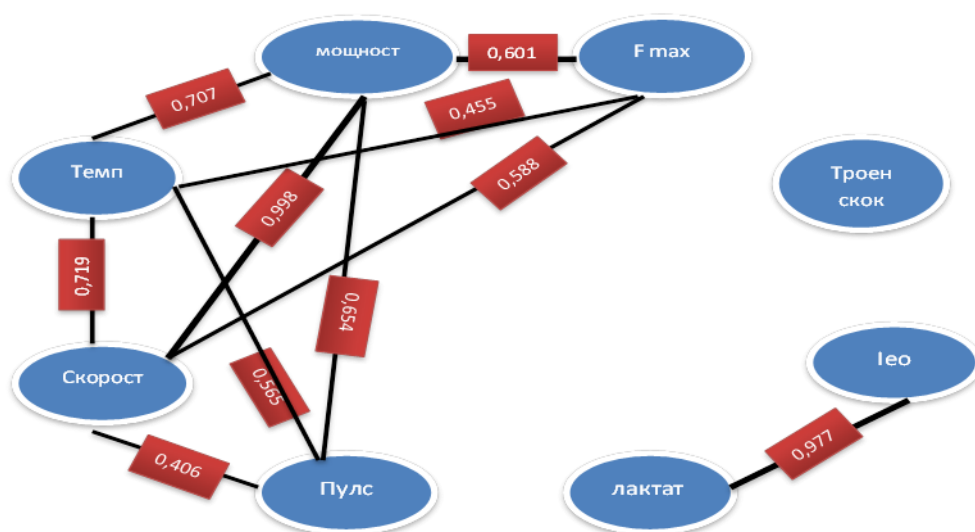 мощност
0,601
F max
0,707
0,455
Темп
0,588
Троен
скок
0,998
0,719
0,654
Ieo
Скорост
0,565
0,977
0,406
Пулс
лактат